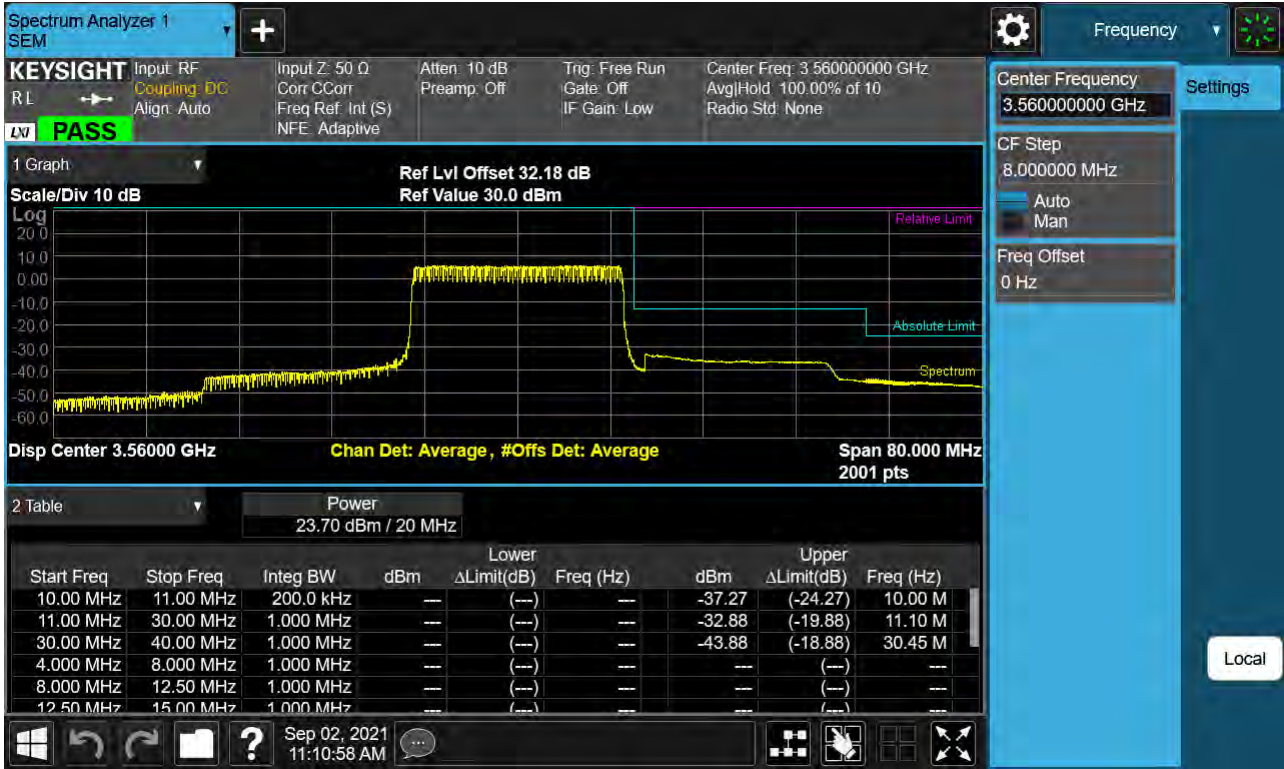 Spectrum Analyzer 1
SEM
Frequency
KEYSIGHT
RL
LXI PASS
Input: RF
Coupling: DC
Align: Auto
Input Z: 50 Ω
Corr CCorr
Freq Ref: Int (S)
NFE: Adaptive
Atten: 10 dB
Preamp: Off
Trig: Free Run
Gate: Off
IF Gain: Low
Center Freq: 3.560000000 GHz
Avg|Hold: 100.00% of 10
Radio Std: None
Center Frequency
3.560000000 GHz
Settings
CF Step
8.000000 MHz
Auto
Man
Freq Offset
0 Hz
1 Graph
Scale/Div 10 dB
Ref Lvl Offset 32.18 dB
Ref Value 30.0 dBm
Log
20.0
10.0
0.00
-10.0
-20.0
-30.0
-40.0
-50.0
-60.0
Relative Limit
Absolute Limit
Spectrum
Disp Center 3.56000 GHz
Chan Det: Average, #Offs Det: Average
Span 80.000 MHz
2001 pts
2 Table
Power
23.70 dBm / 20 MHz
Lower Upper
Start Freq Stop Freq Integ BW dBm ΔLimit(dB) Freq (Hz) dBm ΔLimit(dB) Freq (Hz)
10.00 MHz 11.00 MHz 200.0 kHz --- (---) --- -37.27 (-24.27) 10.00 M
11.00 MHz 30.00 MHz 1.000 MHz --- (---) --- -32.88 (-19.88) 11.10 M
30.00 MHz 40.00 MHz 1.000 MHz --- (---) --- -43.88 (-18.88) 30.45 M
4.000 MHz 8.000 MHz 1.000 MHz --- (---) --- --- (---) ---
8.000 MHz 12.50 MHz 1.000 MHz --- (---) --- --- (---) ---
12.50 MHz 15.00 MHz 1.000 MHz --- (---) --- --- (---) ---
Local
?
Sep 02, 2021
11:10:58 AM